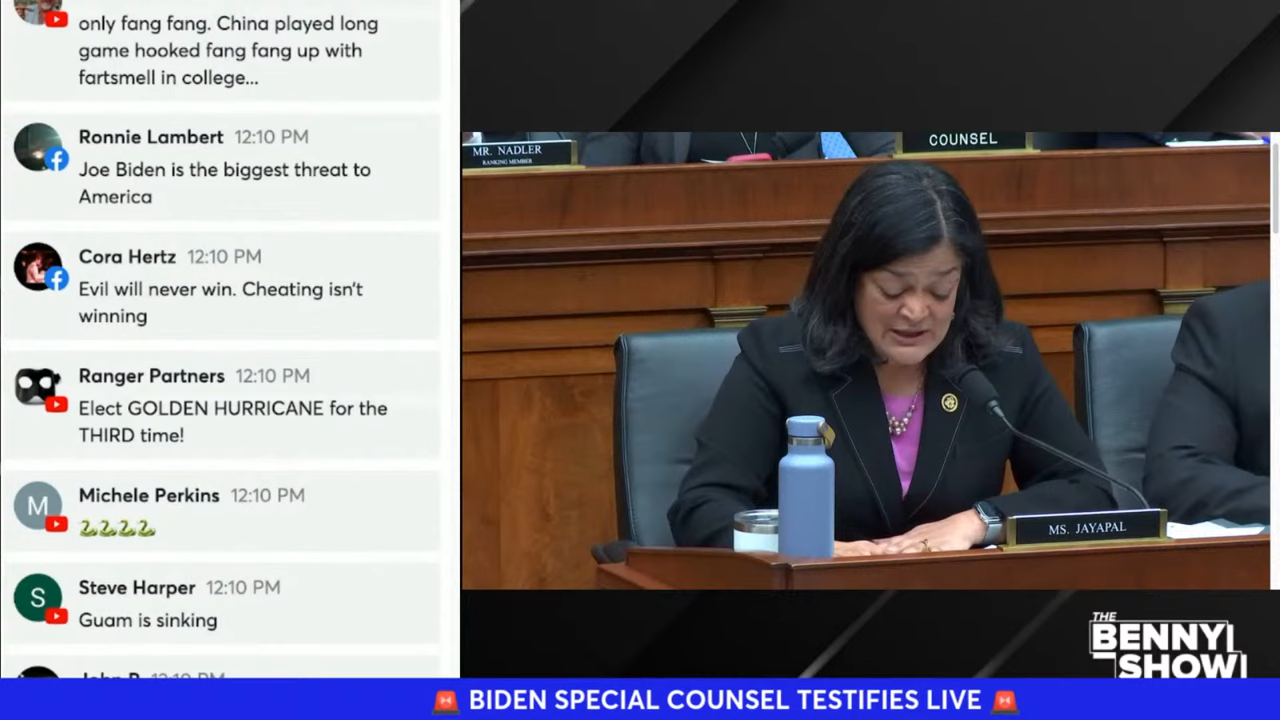 only fang fang. China played long
game hooked fang fang up with
fartsmell in college...
Ronnie Lambert 12:10 PM
Joe Biden is the biggest threat to
America
Cora Hertz 12:10 PM
Evil will never win. Cheating isn't
winning
Ranger Partners 12:10 PM
Elect GOLDEN HURRICANE for the
THIRD time!
M
Michele Perkins 12:10 PM
🐍🐍🐍🐍
S
Steve Harper 12:10 PM
Guam is sinking
MR. NADLER
RANKING MEMBER
COUNSEL
MS. JAYAPAL
THE
BENNY
SHOW
🚨 BIDEN SPECIAL COUNSEL TESTIFIES LIVE 🚨